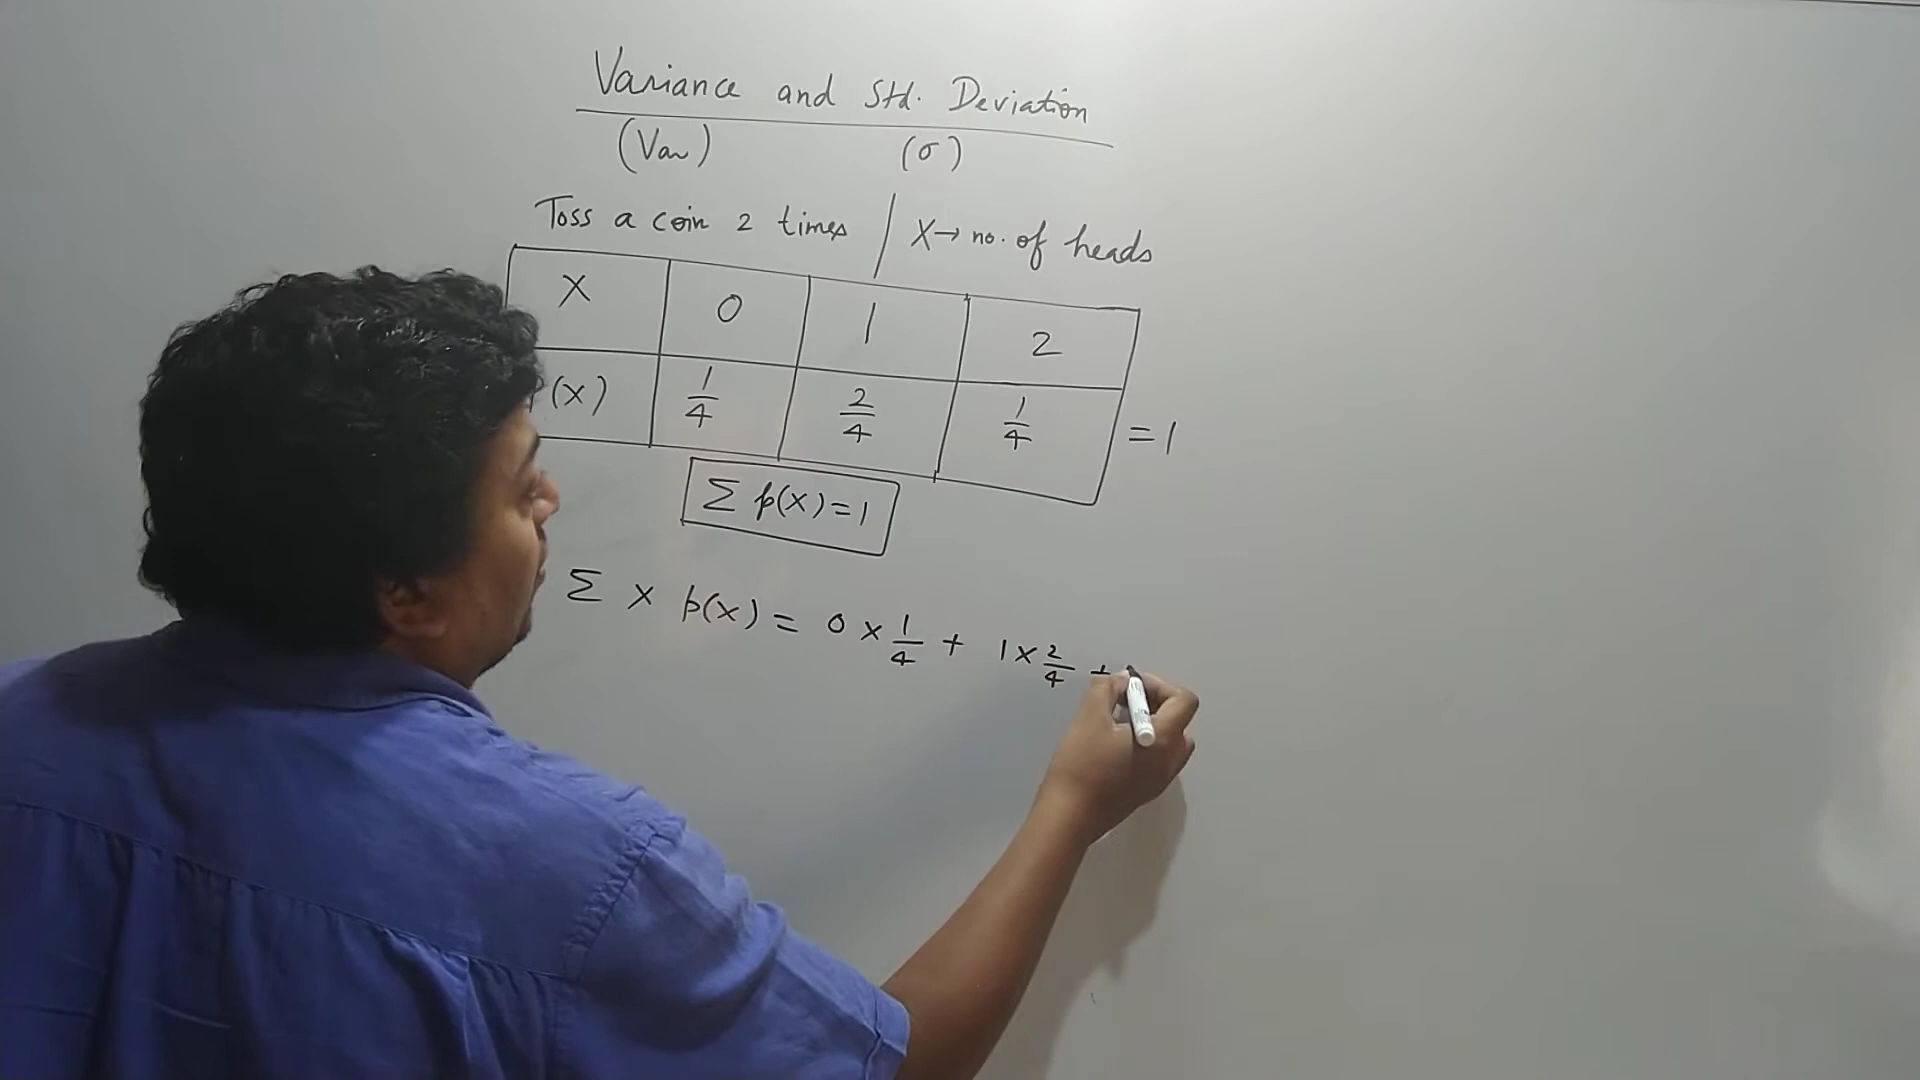 Variance and Std. Deviation
(Var) (σ)
Toss a coin 2 times | X→ no. of heads
X 0 1 2
(x) 1/4 2/4 1/4 = 1
Σ p(x) = 1
Σ x p(x) = 0 × 1/4 + 1 × 2/4 +